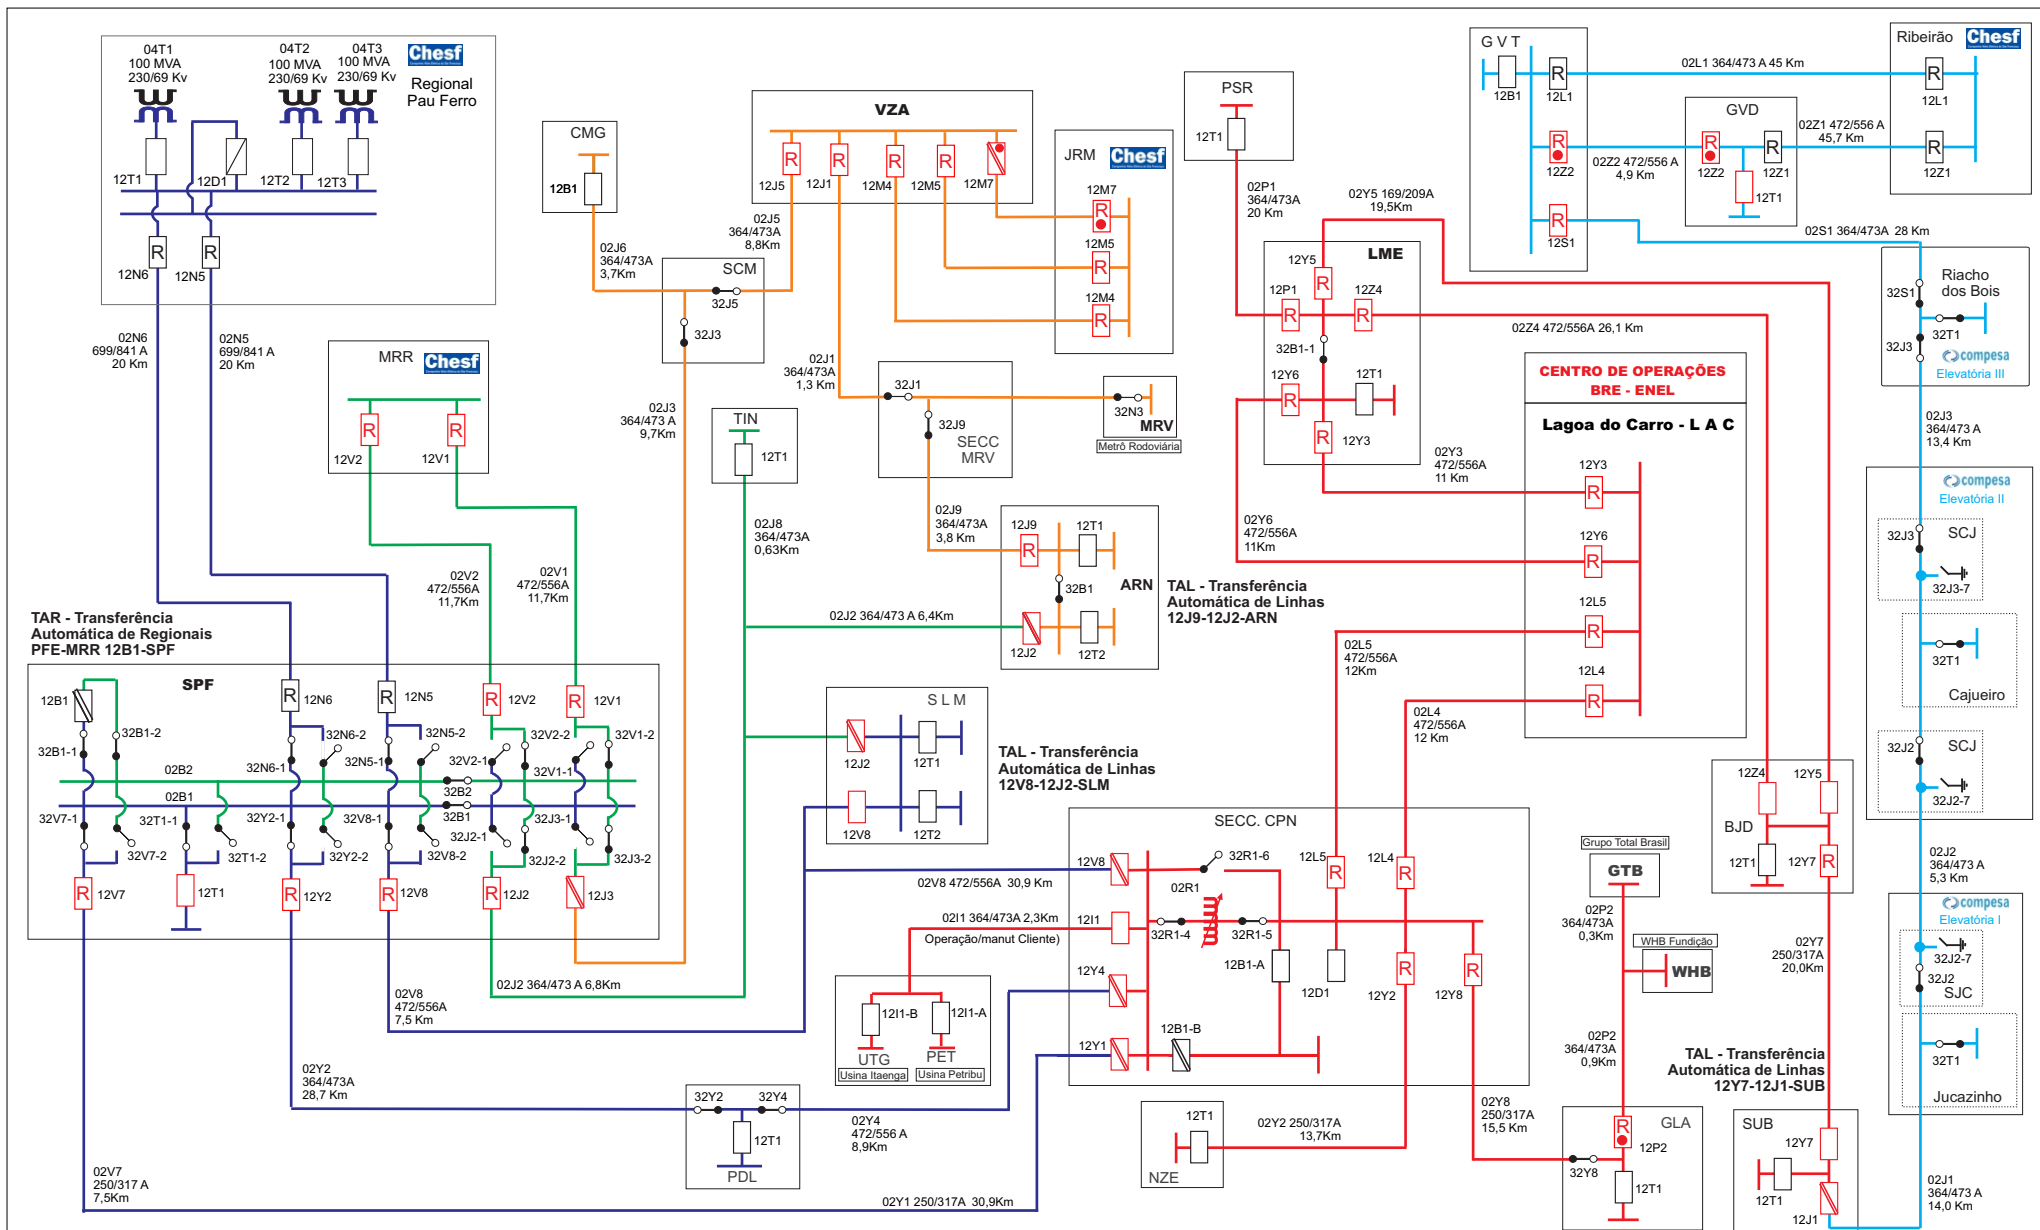 04T1
100 MVA
230/69 Kv
04T2
100 MVA
230/69 Kv
04T3
100 MVA
230/69 Kv
Chesf
Regional
Pau Ferro
12T1
12D1
12T2
12T3
R
R
12N6
12N5
02N6
699/841 A
20 Km
02N5
699/841 A
20 Km
MRR
Chesf
R
R
12V2
12V1
02V2
472/556A
11,7Km
02V1
472/556A
11,7Km
TAR - Transferência
Automática de Regionais
PFE-MRR 12B1-SPF
SPF
12B1
R
12N6
R
12N5
R
12V2
R
12V1
32B1-1
32B1-2
32N6-2
32N6-1
32N5-2
32N5-1
32V2-2
32V2-1
32V1-2
32V1-1
02B2
32B2
02B1
32B1
32V7-1
32T1-1
32Y2-1
32V8-1
32J2-1
32J3-1
32V7-2
32T1-2
32Y2-2
32V8-2
32J2-2
32J3-2
R
12V7
12T1
R
12Y2
R
12V8
R
12J2
12J3
02V7
250/317 A
7,5Km
02Y2
364/473A
28,7 Km
02V8
472/556A
7,5 Km
02J2 364/473 A 6,8Km
CMG
12B1
02J6
364/473A
3,7Km
SCM
32J5
32J3
02J3
364/473 A
9,7Km
02J5
364/473A
8,8Km
VZA
R
R
R
R
12J5
12J1
12M4
12M5
12M7
JRM
Chesf
12M7
R
12M5
R
12M4
R
02J1
364/473A
1,3 Km
32J1
32J9
SECC
MRV
32N3
MRV
Metrô Rodoviária
TIN
12T1
02J8
364/473A
0,63Km
02J9
364/473A
3,8 Km
12J9
R
12T1
32B1
ARN
12J2
12T2
02J2 364/473 A 6,4Km
TAL - Transferência
Automática de Linhas
12J9-12J2-ARN
S L M
12J2
12T1
12V8
12T2
TAL - Transferência
Automática de Linhas
12V8-12J2-SLM
02V8 472/556A 30,9 Km
02I1 364/473A 2,3Km
Operação/manut Cliente)
12I1-B
12I1-A
UTG
PET
Usina Itaenga
Usina Petribu
32Y2
32Y4
12T1
PDL
02Y4
472/556 A
8,9Km
02Y1 250/317A 30,9Km
SECC. CPN
12V8
32R1-6
02R1
12I1
32R1-4
32R1-5
12Y4
12B1-A
12Y1
12B1-B
12L5
R
12L4
R
12D1
R
12Y2
R
12Y8
PSR
12T1
02P1
364/473A
20 Km
02Y5 169/209A
19,5Km
LME
12Y5
R
12P1
R
12Z4
R
32B1-1
12Y6
R
12T1
R
12Y3
02Z4 472/556A 26,1 Km
02Y3
472/556A
11 Km
02Y6
472/556A
11Km
CENTRO DE OPERAÇÕES
BRE - ENEL
Lagoa do Carro - L A C
12Y3
R
12Y6
R
12L5
R
12L4
R
02L5
472/556A
12Km
02L4
472/556A
12 Km
G V T
12B1
R
12L1
R
12Z2
R
12S1
02L1 364/473 A 45 Km
GVD
R
12Z2
R
12Z1
12T1
02Z2 472/556 A
4,9 Km
02Z1 472/556 A
45,7 Km
Ribeirão
Chesf
R
12L1
R
12Z1
02S1 364/473A 28 Km
Riacho
dos Bois
32S1
32T1
32J3
compesa
Elevatória III
02J3
364/473 A
13,4 Km
compesa
Elevatória II
SCJ
32J3
32J3-7
32T1
Cajueiro
SCJ
32J2
32J2-7
02J2
364/473 A
5,3 Km
compesa
Elevatória I
32J2-7
32J2
SJC
32T1
Jucazinho
02J1
364/473 A
14,0 Km
12Z4
12Y5
BJD
12T1
R
12Y7
02Y7
250/317A
20,0Km
Grupo Total Brasil
GTB
02P2
364/473A
0,3Km
WHB Fundição
WHB
02P2
364/473A
0,9Km
TAL - Transferência
Automática de Linhas
12Y7-12J1-SUB
12T1
NZE
02Y2 250/317A
13,7Km
02Y8
250/317A
15,5 Km
GLA
R
12P2
32Y8
12T1
SUB
12Y7
12T1
12J1